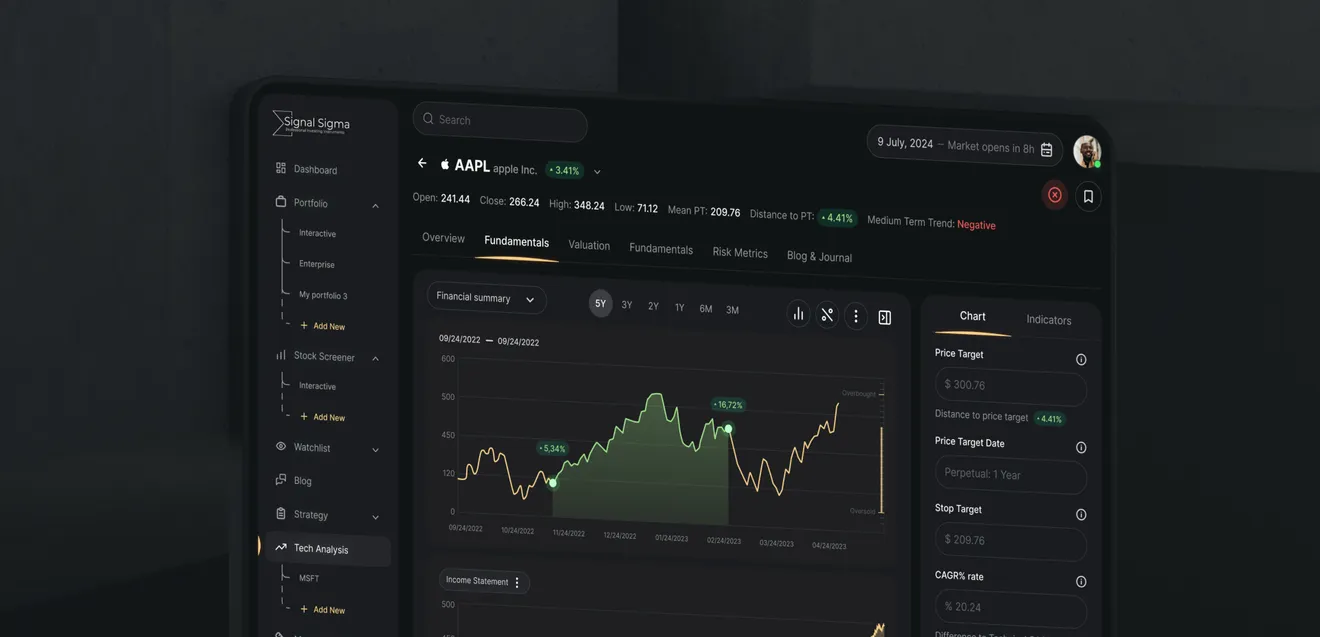 Signal Sigma
Professional Investing Instruments
Search
9 July, 2024 – Market opens in 8h
AAPL apple Inc. 3.41%
Open: 241.44 Close: 266.24 High: 348.24 Low: 71.12 Mean PT: 209.76 Distance to PT: 4.41% Medium Term Trend: Negative
Overview Fundamentals Valuation Fundamentals Risk Metrics Blog & Journal
Dashboard
Portfolio
Interactive
Enterprise
My portfolio 3
+ Add New
Stock Screener
Interactive
+ Add New
Watchlist
Blog
Strategy
Tech Analysis
MSFT
+ Add New
Financial summary
5Y 3Y 2Y 1Y 6M 3M
09/24/2022 – 09/24/2022
600
500
450
120
0
5,34%
16,72%
Overbought
Oversold
09/24/2022 10/24/2022 11/24/2022 12/24/2022 01/24/2023 02/24/2023 03/24/2023 04/24/2023
Income Statement
500
Chart Indicators
Price Target
$ 300.76
Distance to price target 4.41%
Price Target Date
Perpetual: 1 Year
Stop Target
$ 209.76
CAGR% rate
% 20.24